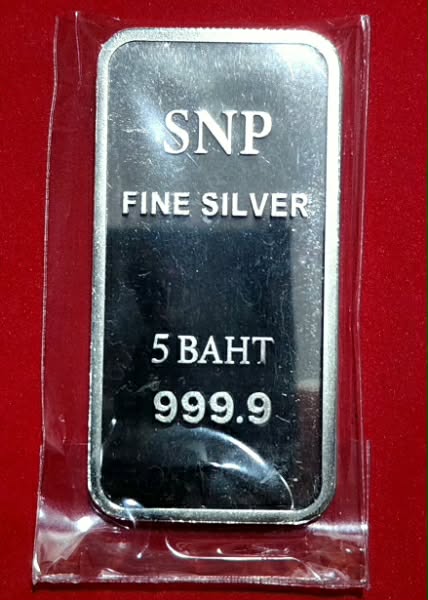 SNP
FINE SILVER
5 BAHT
999.9